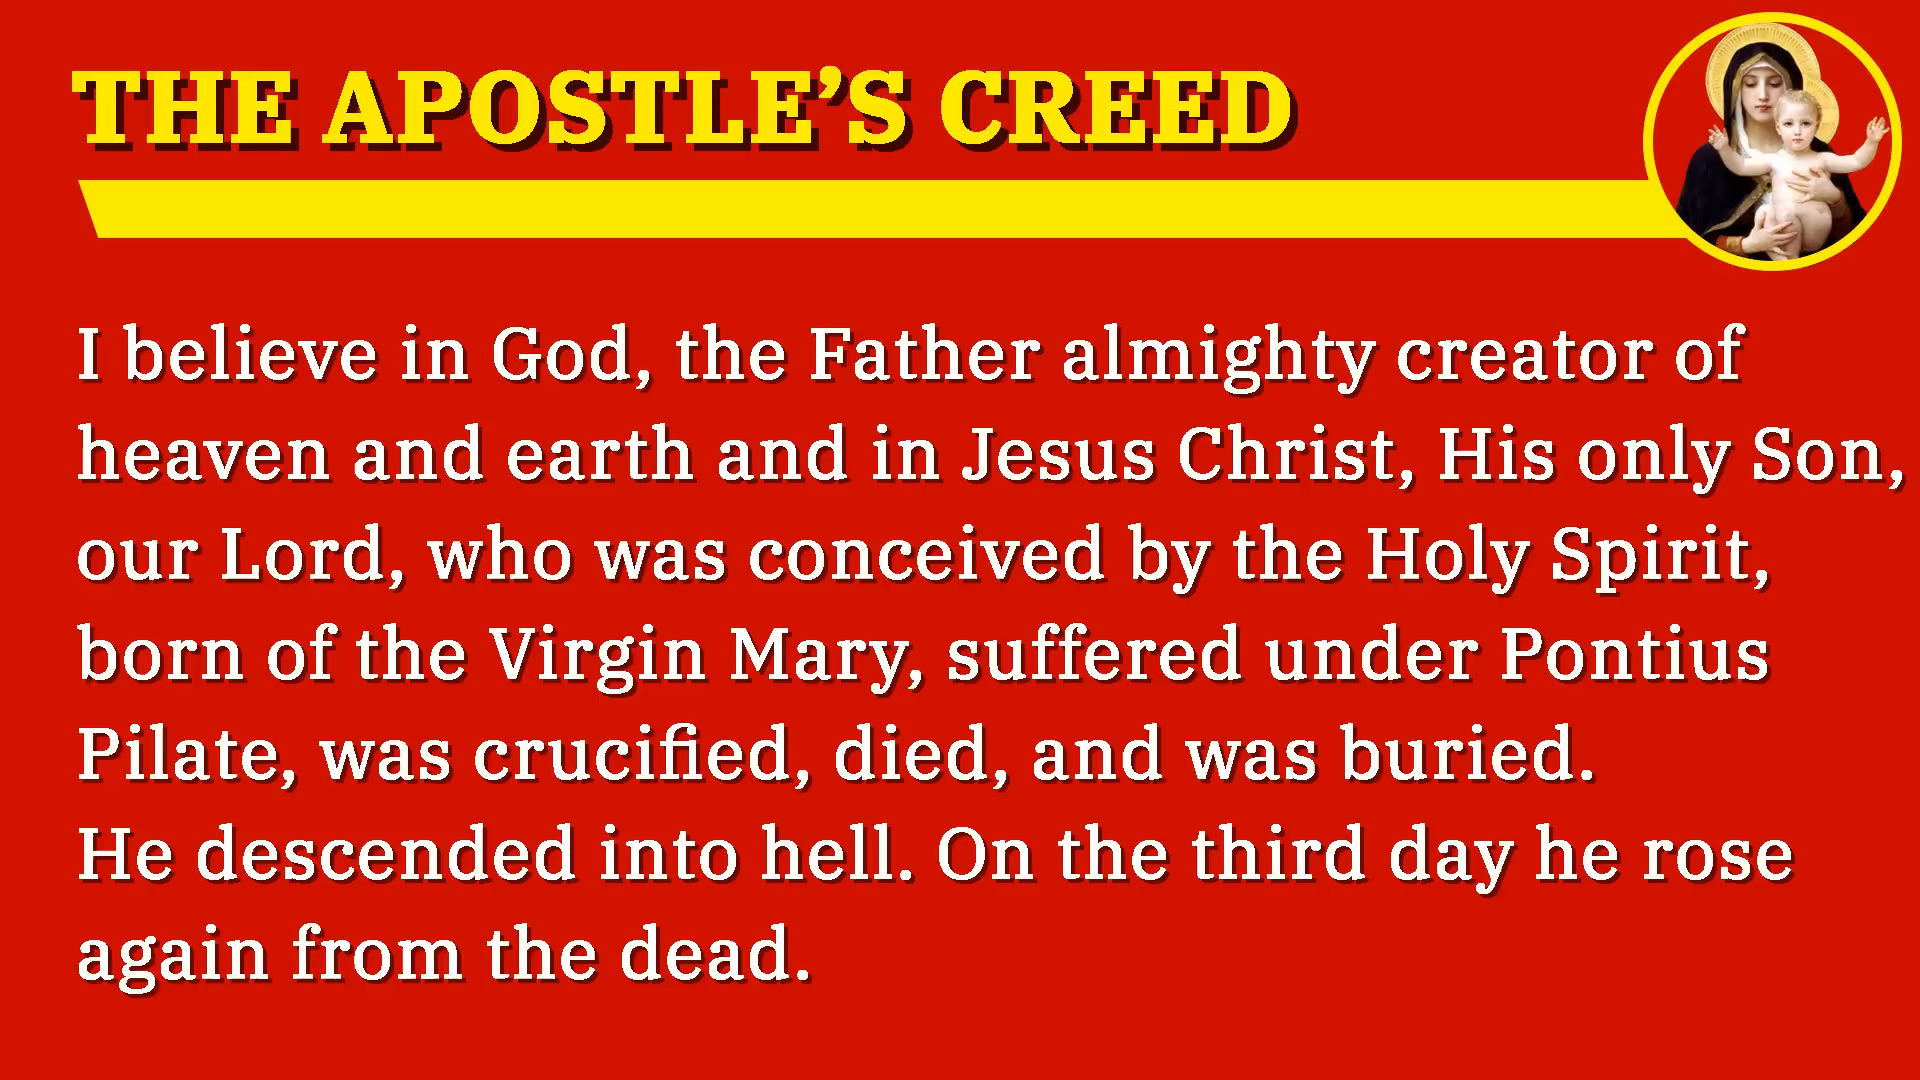 THE APOSTLE’S CREED
I believe in God, the Father almighty creator of
heaven and earth and in Jesus Christ, His only Son,
our Lord, who was conceived by the Holy Spirit,
born of the Virgin Mary, suffered under Pontius
Pilate, was crucified, died, and was buried.
He descended into hell. On the third day he rose
again from the dead.